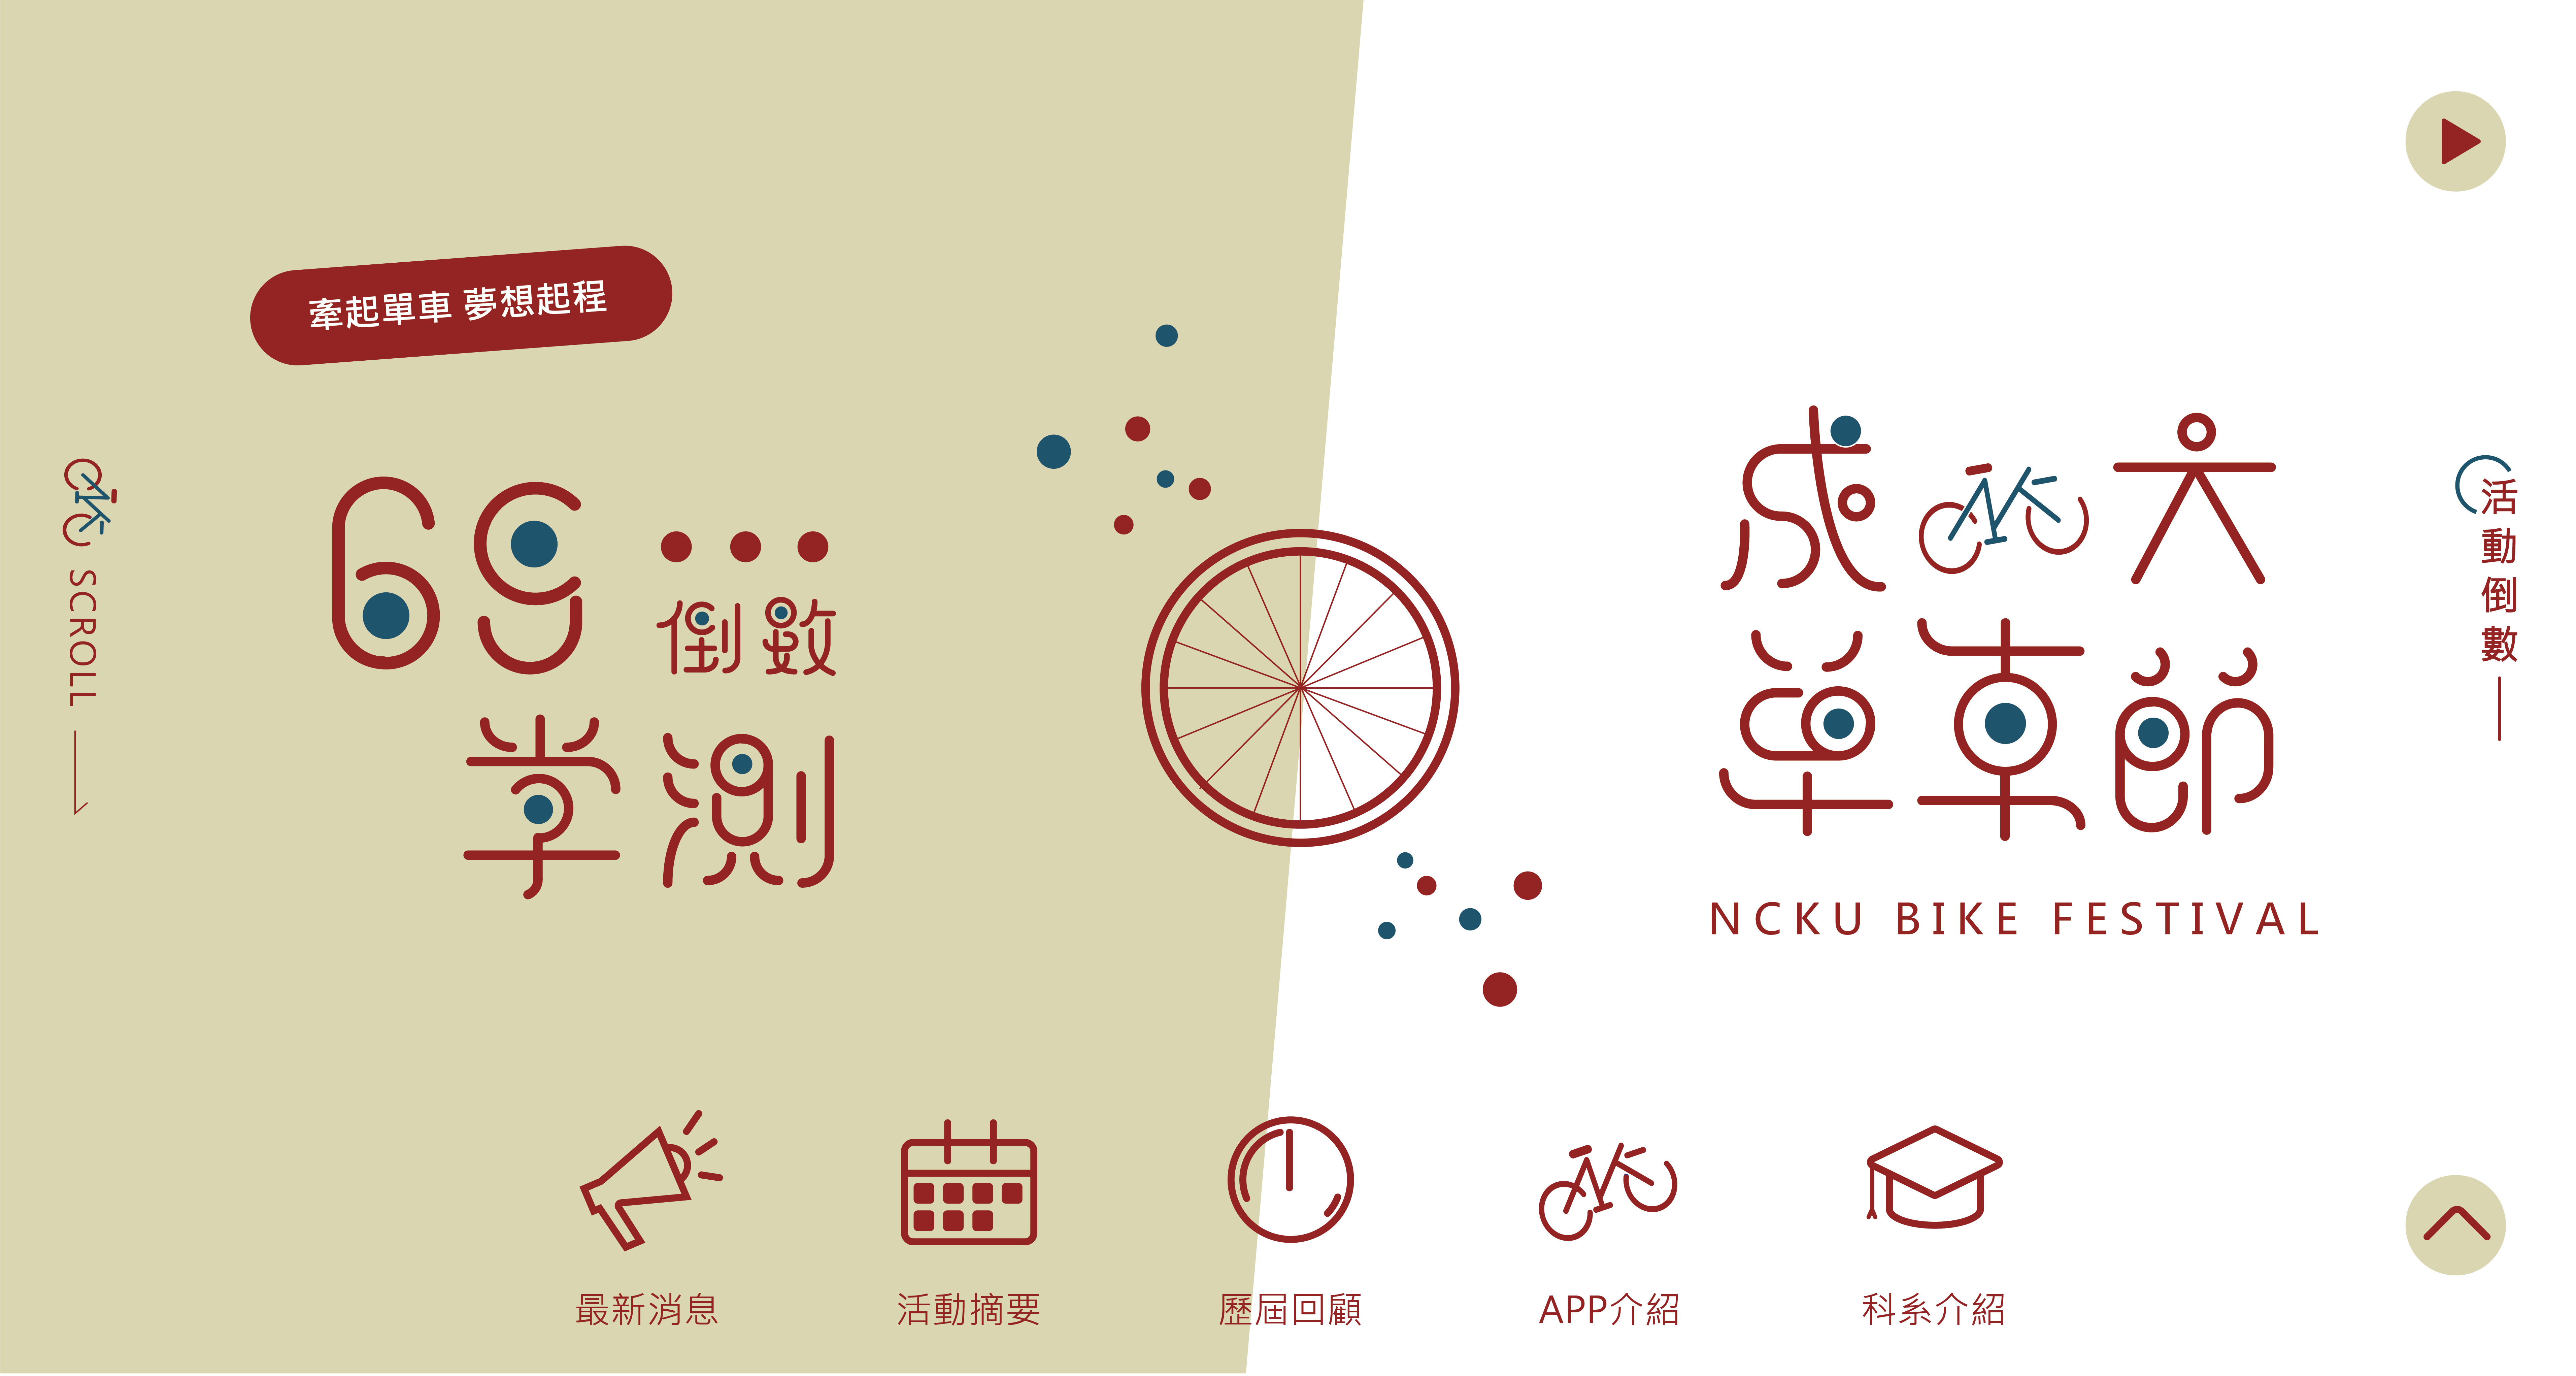 牽起單車 夢想起程
69...
倒數
學測
SCROLL
成大
單車節
NCKU BIKE FESTIVAL
活動倒數
最新消息
活動摘要
歷屆回顧
APP介紹
科系介紹